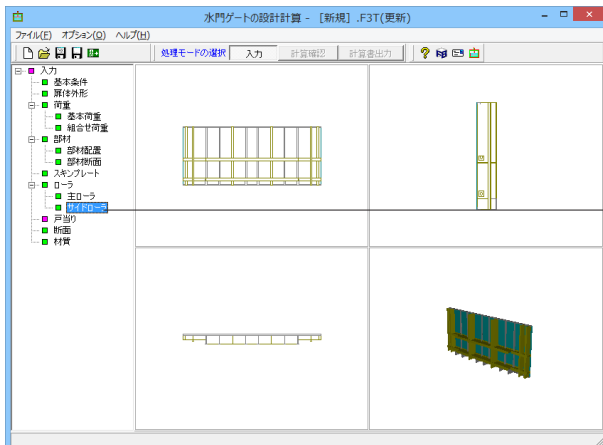 水門ゲートの設計計算 - [新規] .F3T(更新)
ファイル(F) オプション(O) ヘルプ(H)
処理モードの選択 入力 計算確認 計算書出力
入力
基本条件
扉体外形
荷重
基本荷重
組合せ荷重
部材
部材配置
部材断面
スキンプレート
ローラ
主ローラ
サイドローラ
戸当り
断面
材質